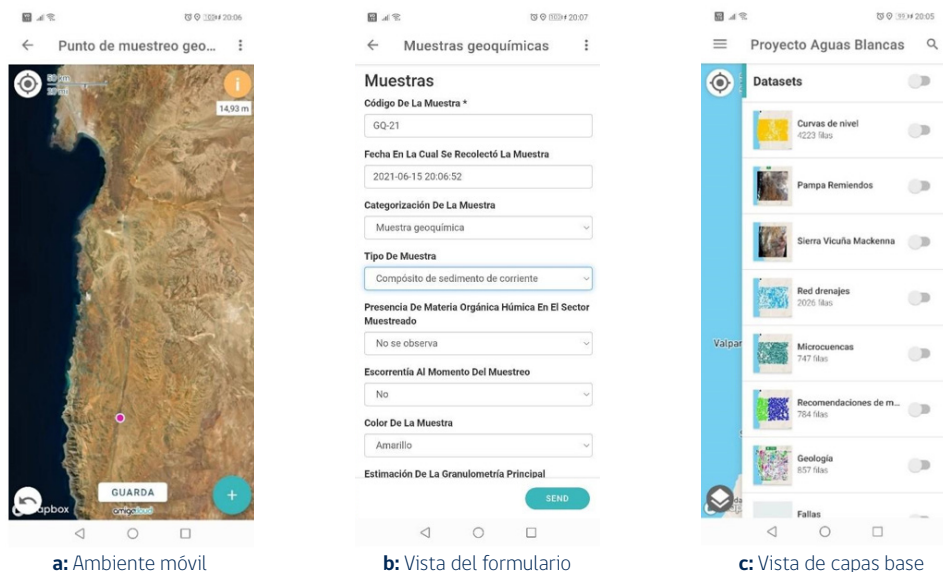 20:06
Punto de muestreo geo...
50 km
20 mi
i
14,93 m
GUARDA
+
apbox
amigocloud
a: Ambiente móvil
20:07
Muestras geoquímicas
Muestras
Código De La Muestra *
GQ-21
Fecha En La Cual Se Recolectó La Muestra
2021-06-15 20:06:52
Categorización De La Muestra
Muestra geoquímica
Tipo De Muestra
Compósito de sedimento de corriente
Presencia De Materia Orgánica Húmica En El Sector
Muestreado
No se observa
Escorrentía Al Momento Del Muestreo
No
Color De La Muestra
Amarillo
Estimación De La Granulometría Principal
SEND
b: Vista del formulario
20:05
Proyecto Aguas Blancas
Datasets
Curvas de nivel
4223 filas
Pampa Remiendos
Sierra Vicuña Mackenna
Red drenajes
2026 filas
Valpar
Microcuencas
747 filas
Recomendaciones de m...
784 filas
Geología
857 filas
Fallas
c: Vista de capas base